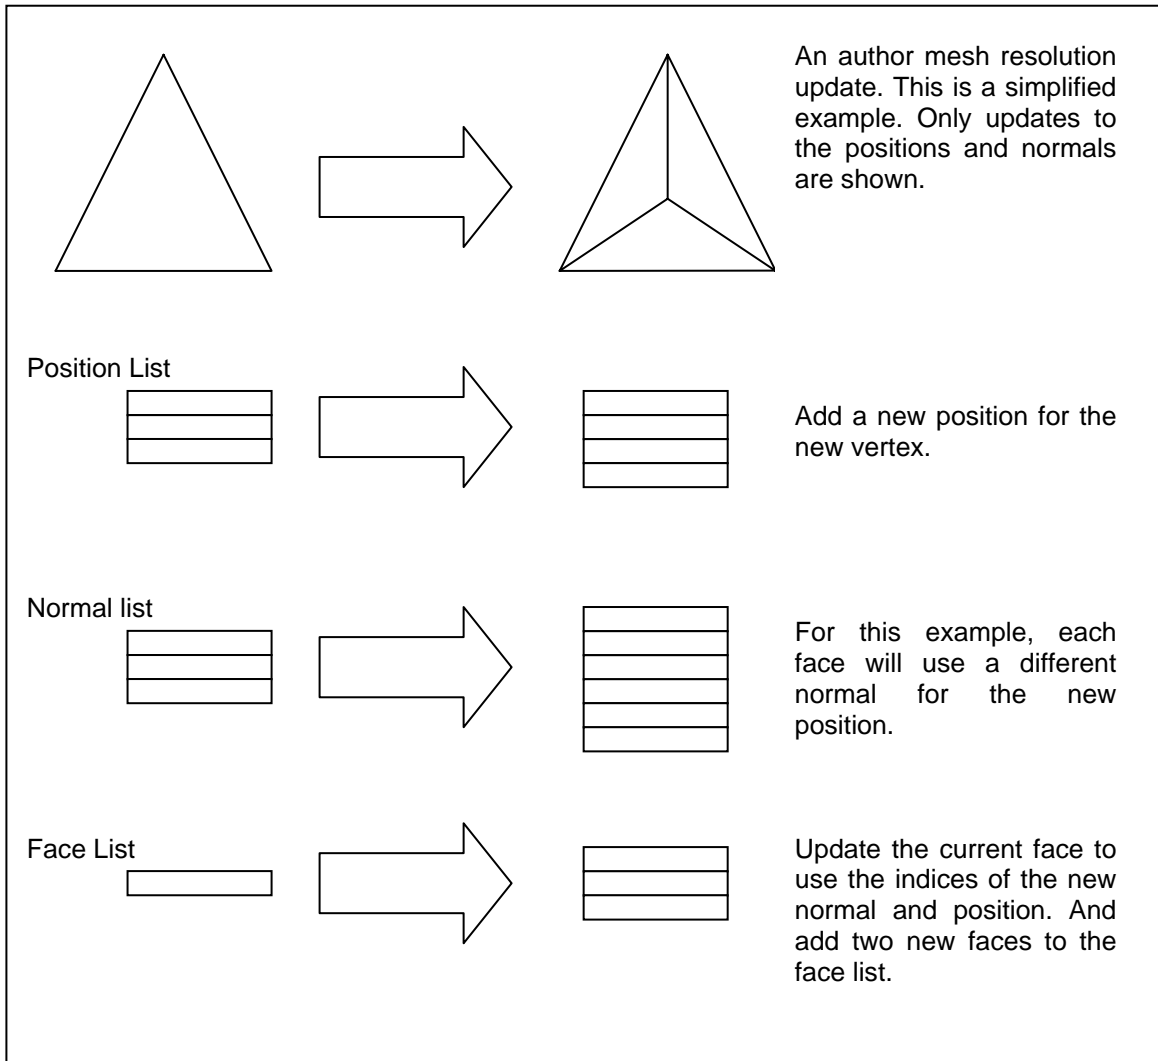 An author mesh resolution
update. This is a simplified
example. Only updates to
the positions and normals
are shown.
Position List
Add a new position for the
new vertex.
Normal list
For this example, each
face will use a different
normal for the new
position.
Face List
Update the current face to
use the indices of the new
normal and position. And
add two new faces to the
face list.